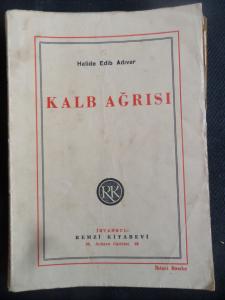 Halide Edib Adıvar
KALB AĞRISI
RK
İSTANBUL
REMZİ KİTABEVİ
İkinci Basılış